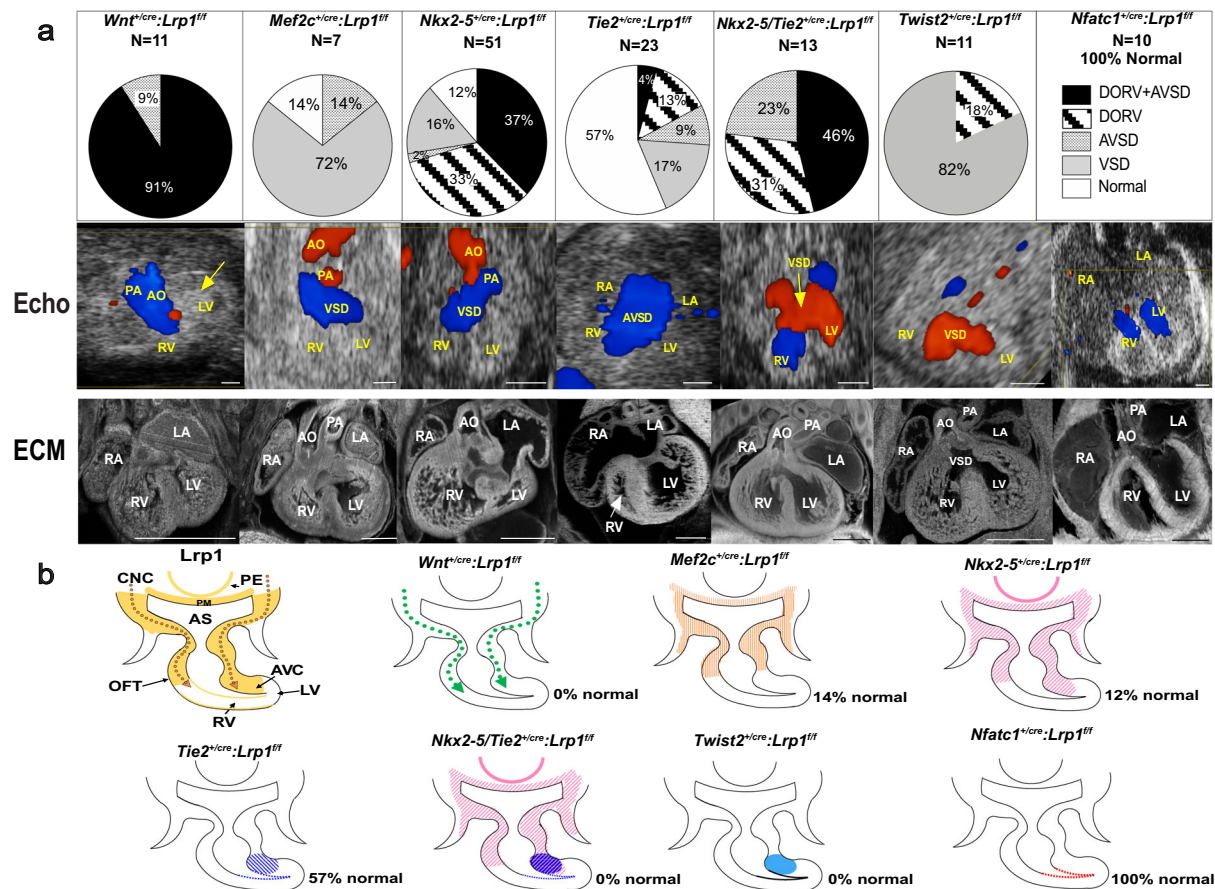 a
Wnt+/cre:Lrp1f/f
N=11
Mef2c+/cre:Lrp1f/f
N=7
Nkx2-5+/cre:Lrp1f/f
N=51
Tie2+/cre:Lrp1f/f
N=23
Nkx2-5/Tie2+/cre:Lrp1f/f
N=13
Twist2+/cre:Lrp1f/f
N=11
Nfatc1+/cre:Lrp1f/f
N=10
100% Normal
9%
91%
14%
14%
72%
12%
16%
2%
33%
37%
4%
13%
9%
17%
57%
23%
46%
31%
18%
82%
DORV+AVSD
DORV
AVSD
VSD
Normal
Echo
PA
AO
LV
RV
AO
PA
VSD
RV
LV
AO
PA
VSD
RV
LV
RA
LA
AVSD
RV
LV
VSD
LV
RV
RV
VSD
LV
LA
RA
LV
RV
ECM
LA
RA
RV
LV
PA
AO
LA
RA
RV
LV
AO
PA
LA
RA
RV
LV
RA
LA
LV
RV
AO
PA
LA
RV
LV
PA
AO
LA
RA
VSD
RV
LV
PA
LA
AO
RA
RV
LV
b
Lrp1
CNC
PE
PM
AS
AVC
OFT
LV
RV
Wnt+/cre:Lrp1f/f
0% normal
Mef2c+/cre:Lrp1f/f
14% normal
Nkx2-5+/cre:Lrp1f/f
12% normal
Tie2+/cre:Lrp1f/f
57% normal
Nkx2-5/Tie2+/cre:Lrp1f/f
0% normal
Twist2+/cre:Lrp1f/f
0% normal
Nfatc1+/cre:Lrp1f/f
100% normal